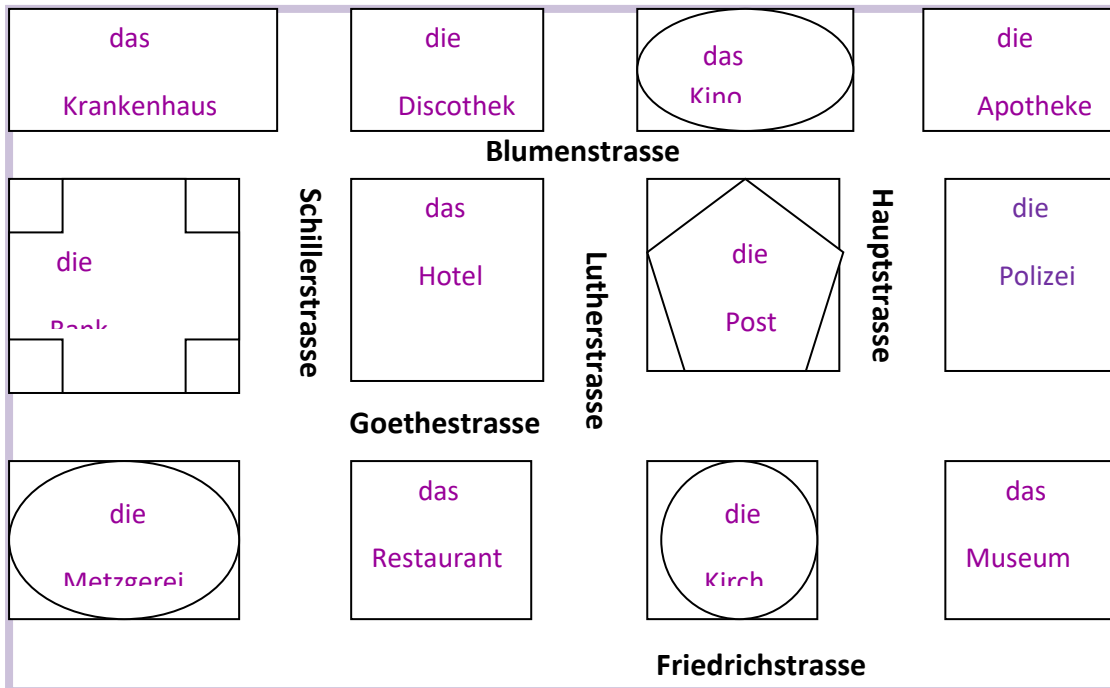 das
Krankenhaus
die
Discothek
das
Kino
die
Apotheke
Blumenstrasse
die
Bank
Schillerstrasse
das
Hotel
Lutherstrasse
die
Post
Hauptstrasse
die
Polizei
Goethestrasse
die
Metzgerei
das
Restaurant
die
Kirch
das
Museum
Friedrichstrasse